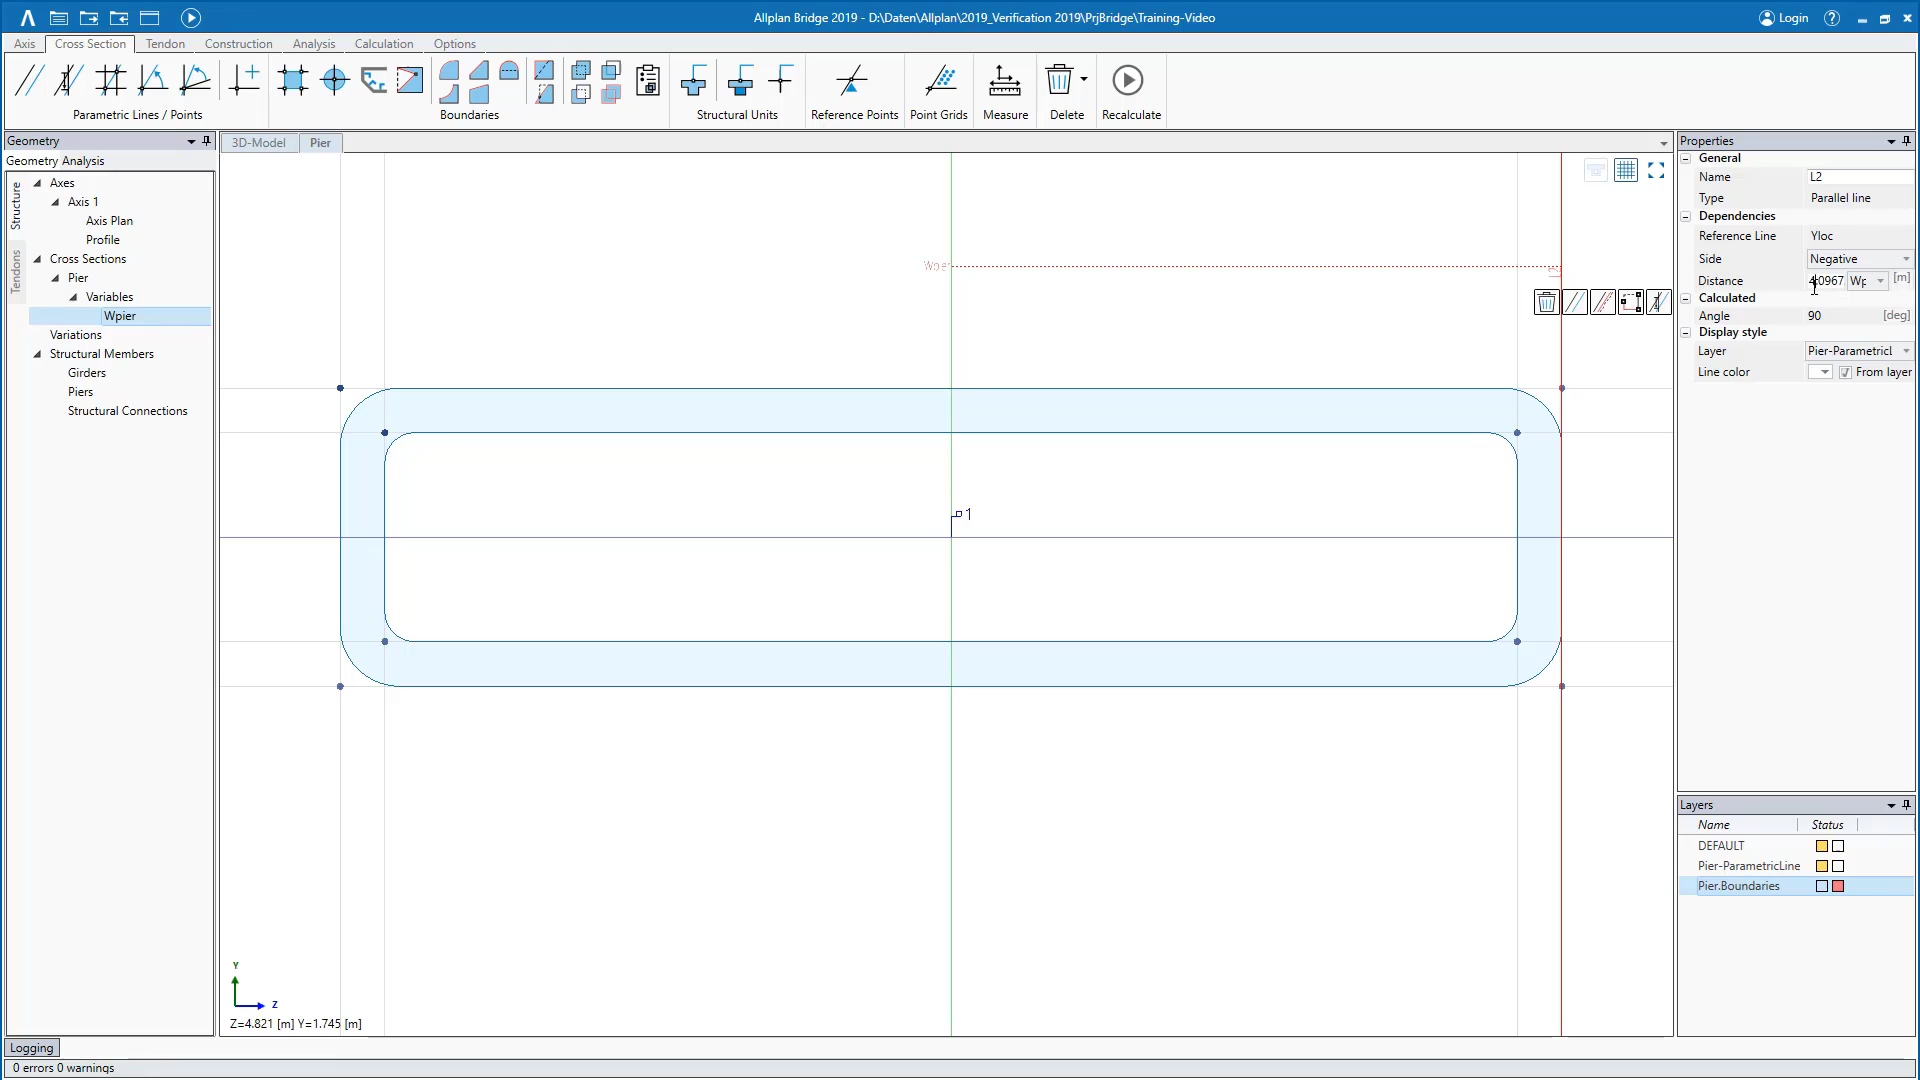 Allplan Bridge 2019 - D:\Daten\Allplan\2019_Verification 2019\PrjBridge\Training-Video
Login
Axis
Cross Section
Tendon
Construction
Analysis
Calculation
Options
Parametric Lines / Points
Boundaries
Structural Units
Reference Points
Point Grids
Measure
Delete
Recalculate
Geometry
Geometry Analysis
Structure
Tendons
Axes
Axis 1
Axis Plan
Profile
Cross Sections
Pier
Variables
Wpier
Variations
Structural Members
Girders
Piers
Structural Connections
3D-Model
Pier
Wpier
1
Y
Z
Z=4.821 [m] Y=1.745 [m]
Properties
General
Name L2
Type Parallel line
Dependencies
Reference Line Yloc
Side Negative
Distance Wp [m]
Calculated
Angle 90 [deg]
Display style
Layer Pier-Parametricl
Line color From layer
Layers
Name Status
DEFAULT
Pier-ParametricLine
Pier.Boundaries
Logging
0 errors 0 warnings